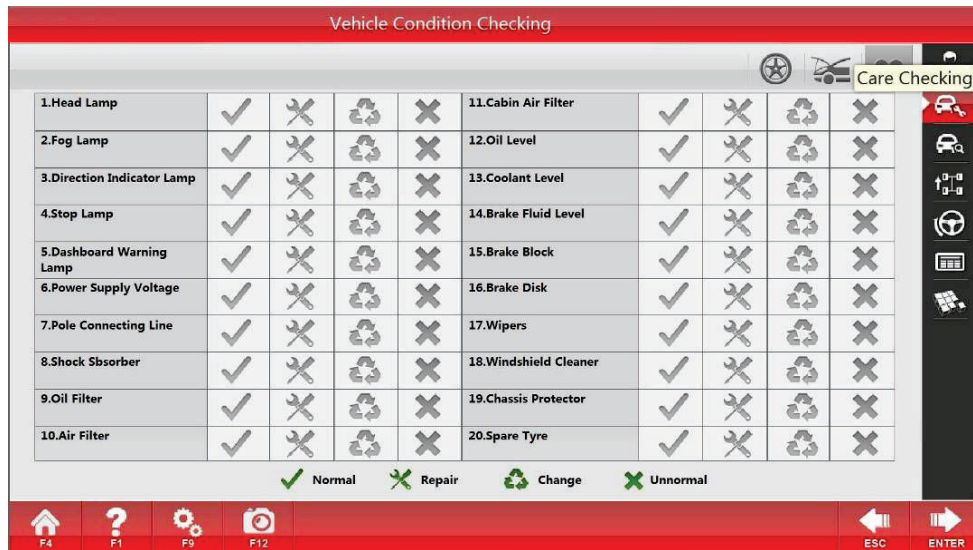 Vehicle Condition Checking
Care Checking
1.Head Lamp
11.Cabin Air Filter
2.Fog Lamp
12.Oil Level
3.Direction Indicator Lamp
13.Coolant Level
4.Stop Lamp
14.Brake Fluid Level
5.Dashboard Warning
Lamp
15.Brake Block
6.Power Supply Voltage
16.Brake Disk
7.Pole Connecting Line
17.Wipers
8.Shock Sbsorber
18.Windshield Cleaner
9.Oil Filter
19.Chassis Protector
10.Air Filter
20.Spare Tyre
Normal Repair Change Unnormal
F4 F1 F9 F12 ESC ENTER